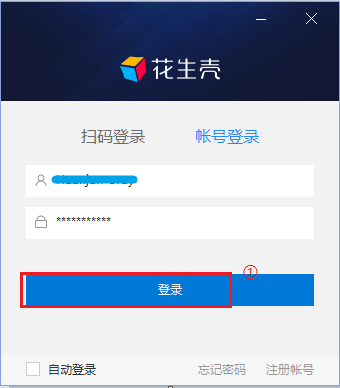 花生壳
扫码登录 帐号登录
***********
①
登录
自动登录 忘记密码 注册帐号